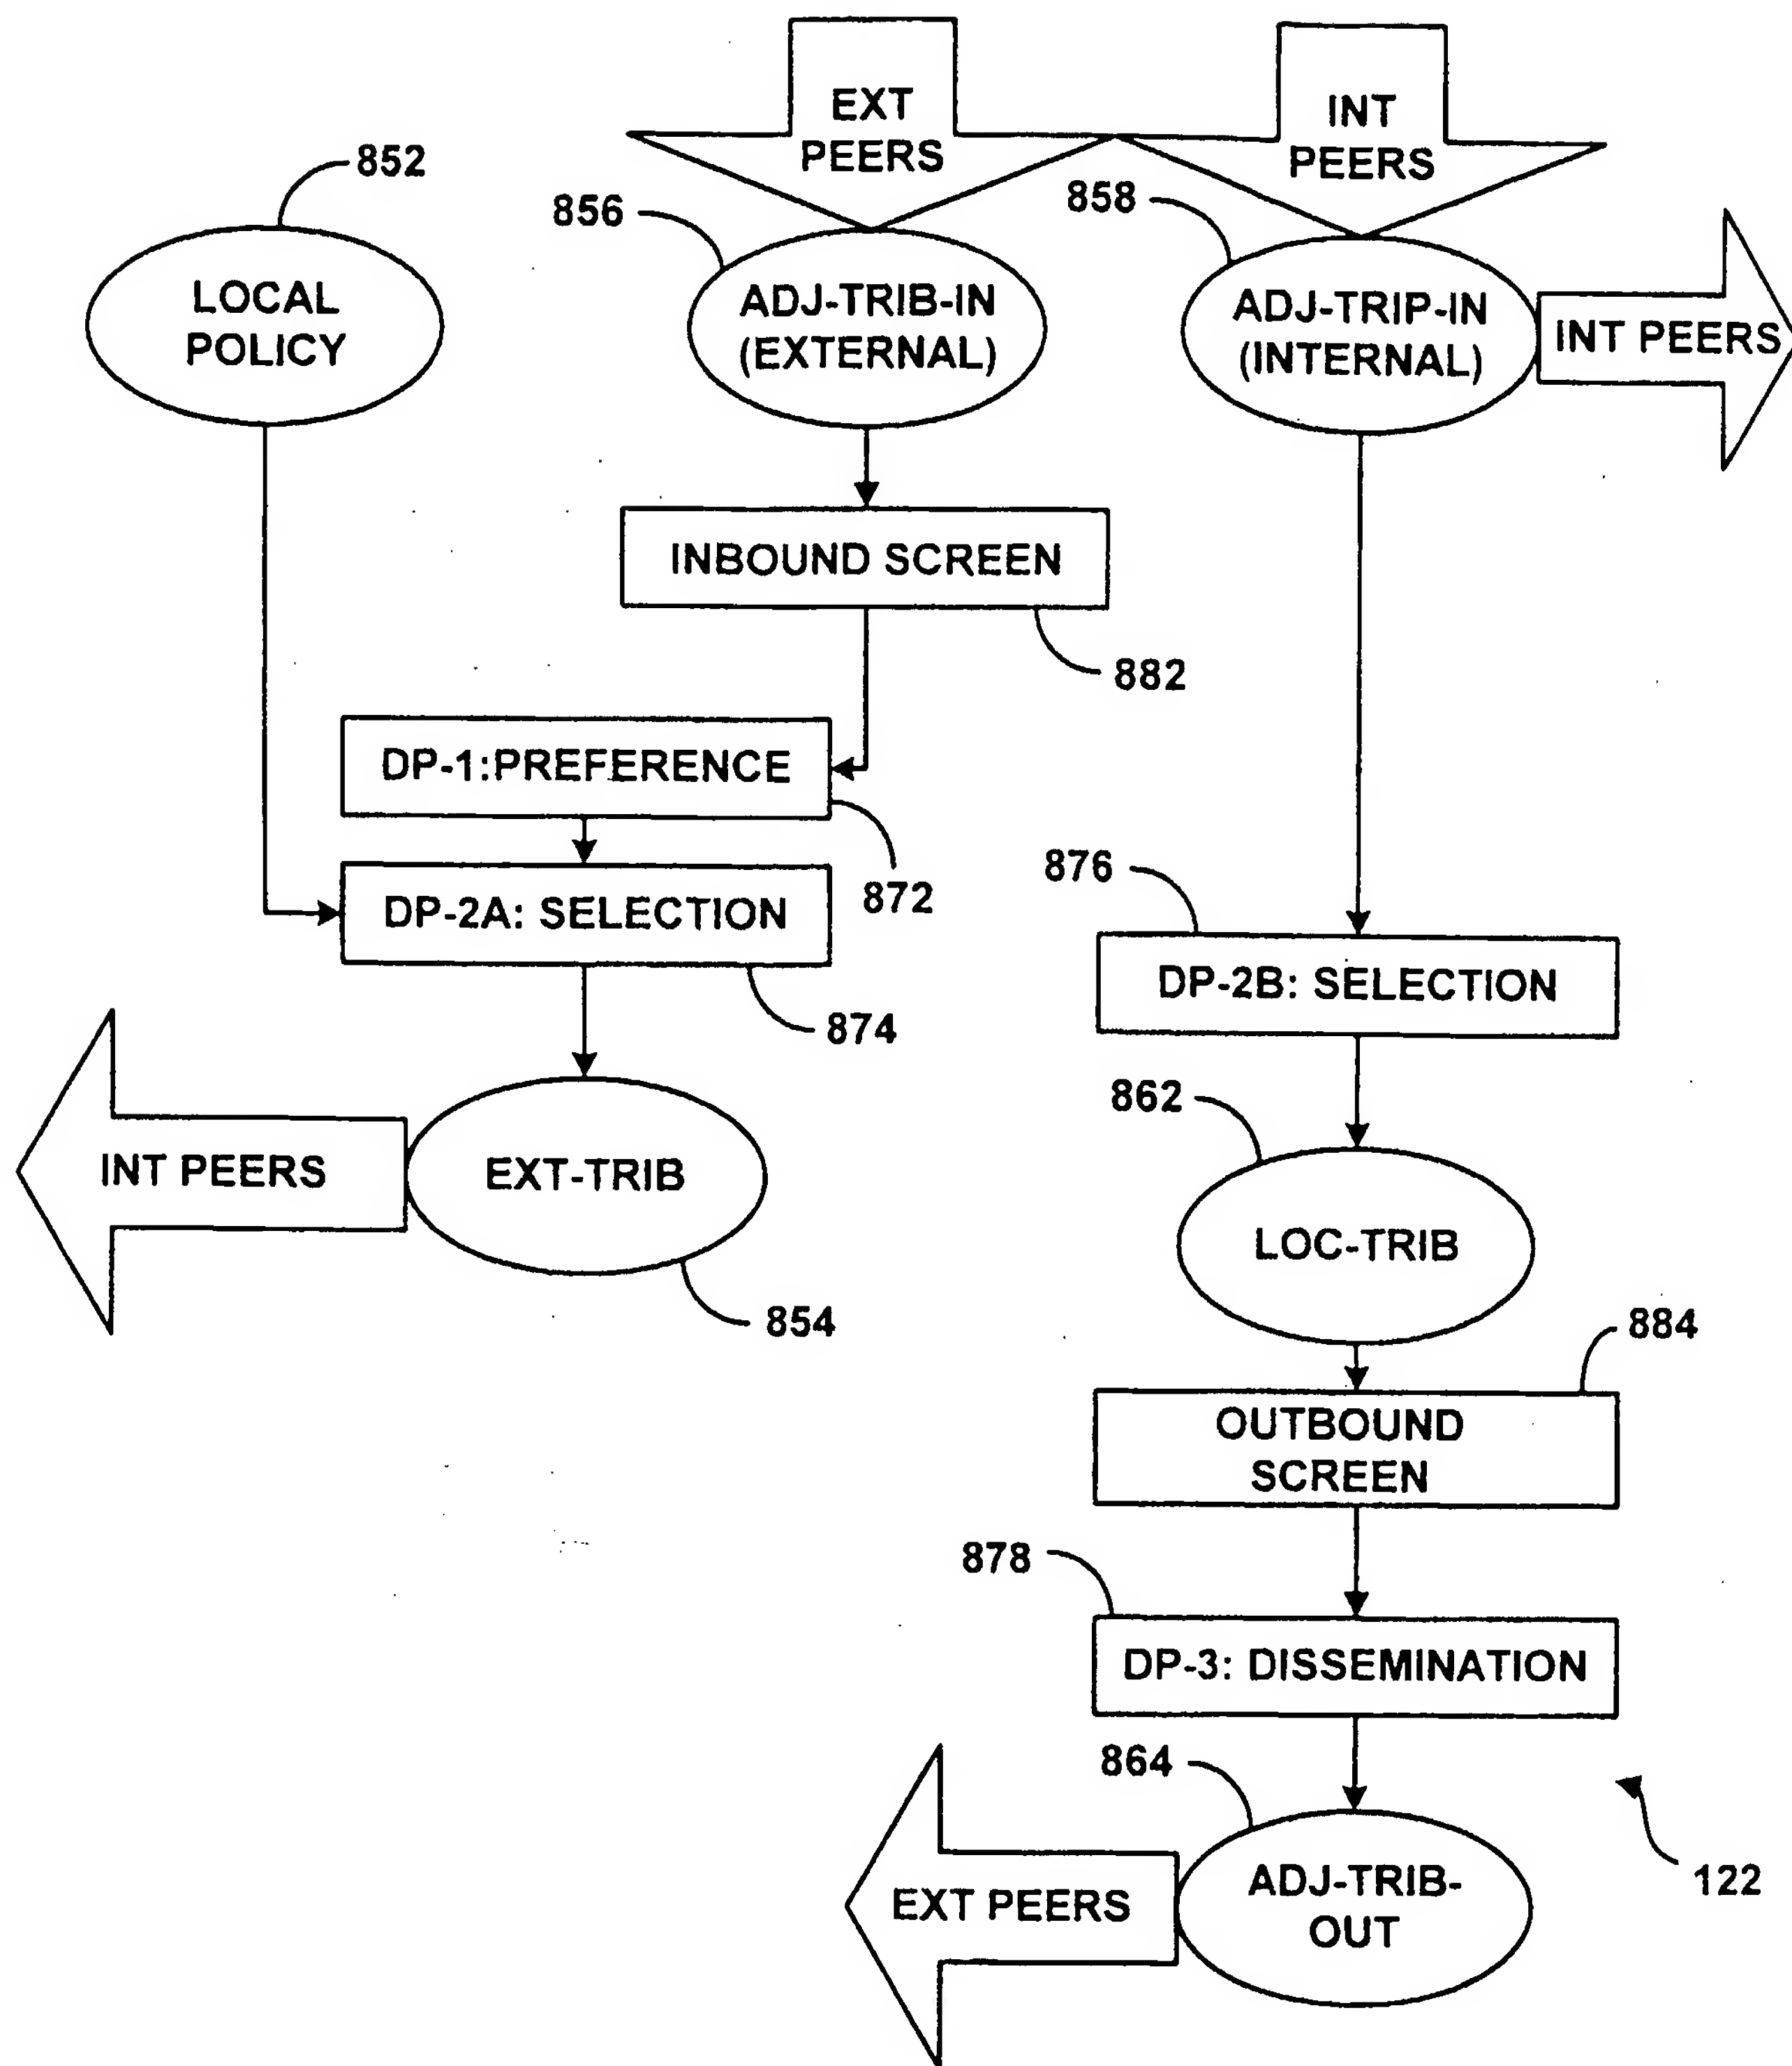 EXT
PEERS
INT
PEERS
852
856
858
LOCAL
POLICY
ADJ-TRIB-IN
(EXTERNAL)
ADJ-TRIP-IN
(INTERNAL)
INT PEERS
INBOUND SCREEN
882
DP-1:PREFERENCE
872
DP-2A: SELECTION
874
876
DP-2B: SELECTION
862
INT PEERS
EXT-TRIB
854
LOC-TRIB
884
OUTBOUND
SCREEN
878
DP-3: DISSEMINATION
864
EXT PEERS
ADJ-TRIB-
OUT
122